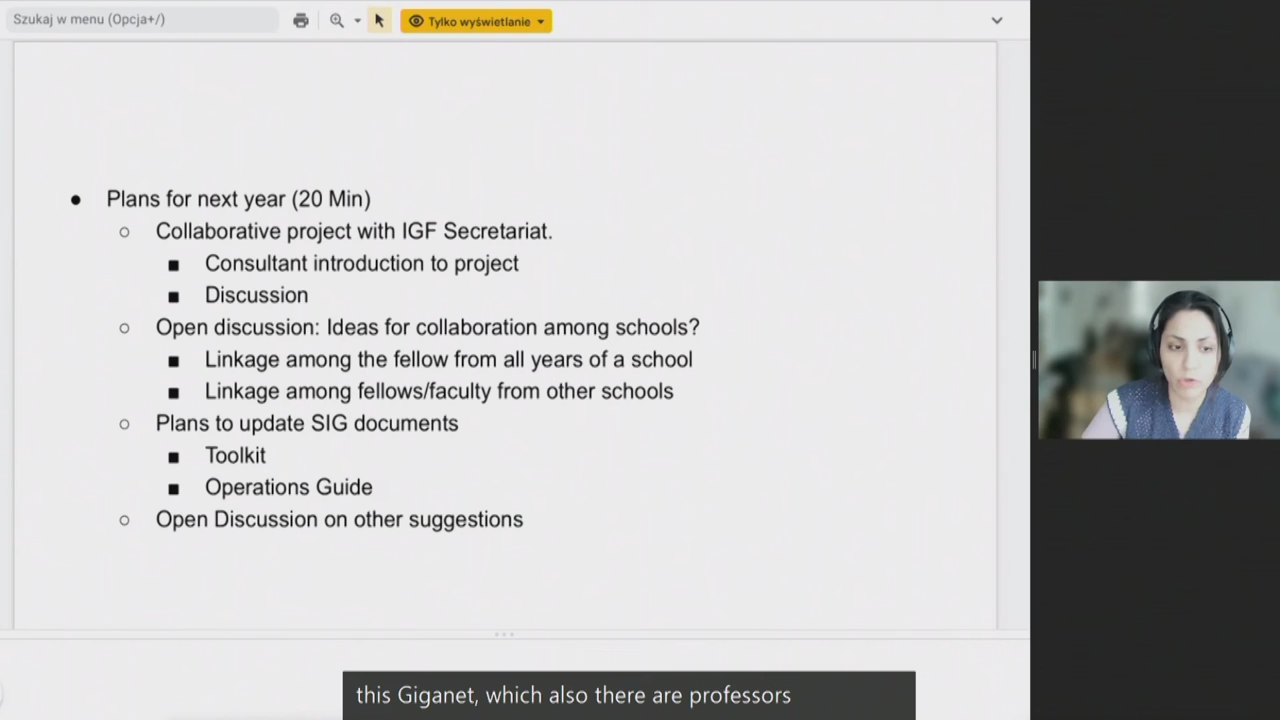 Szukaj w menu (Opcja+/)
Tylko wyświetlanie
● Plans for next year (20 Min)
○ Collaborative project with IGF Secretariat.
■ Consultant introduction to project
■ Discussion
○ Open discussion: Ideas for collaboration among schools?
■ Linkage among the fellow from all years of a school
■ Linkage among fellows/faculty from other schools
○ Plans to update SIG documents
■ Toolkit
■ Operations Guide
○ Open Discussion on other suggestions
this Giganet, which also there are professors